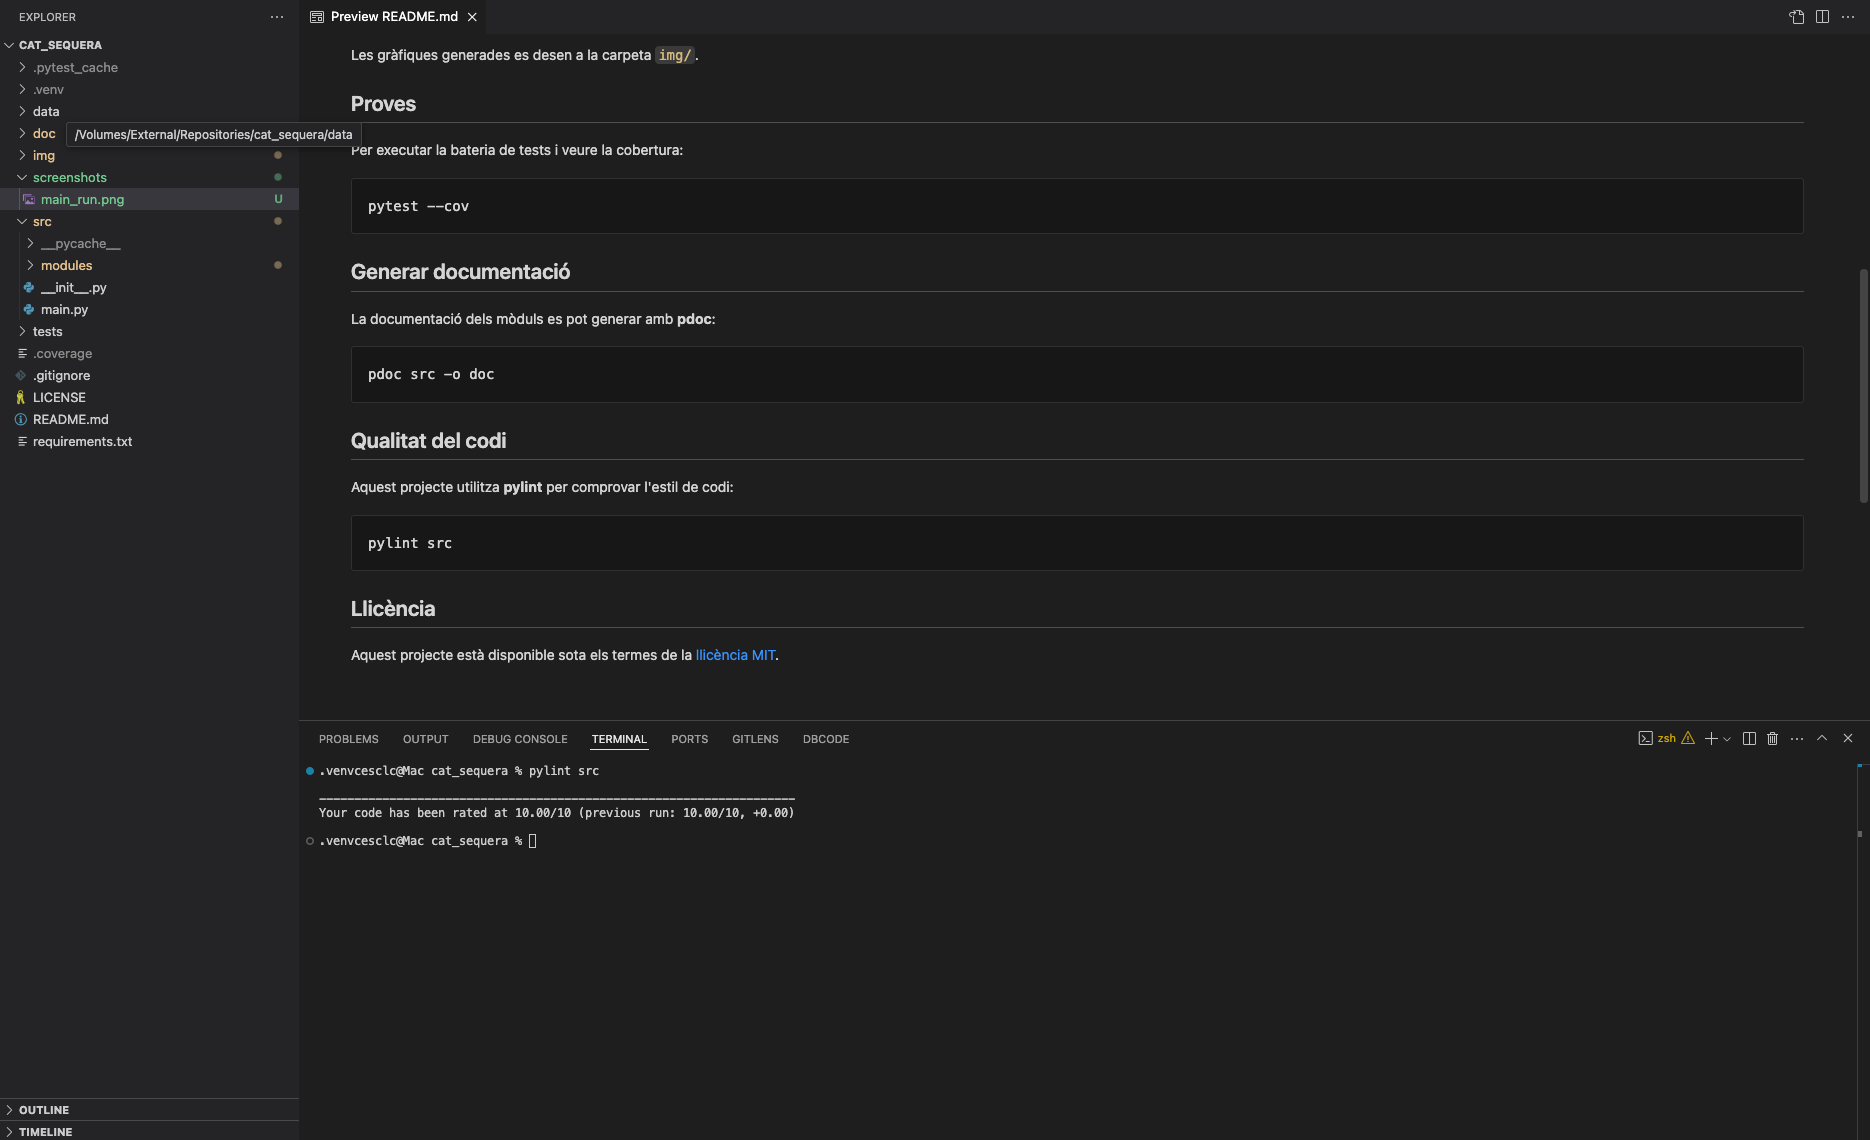 EXPLORER
CAT_SEQUERA
.pytest_cache
.venv
data
doc
/Volumes/External/Repositories/cat_sequera/data
img
screenshots
main_run.png U
src
__pycache__
modules
__init__.py
main.py
tests
.coverage
.gitignore
LICENSE
README.md
requirements.txt
OUTLINE
TIMELINE
Preview README.md
Les gràfiques generades es desen a la carpeta img/.
Proves
Per executar la bateria de tests i veure la cobertura:
pytest --cov
Generar documentació
La documentació dels mòduls es pot generar amb pdoc:
pdoc src -o doc
Qualitat del codi
Aquest projecte utilitza pylint per comprovar l'estil de codi:
pylint src
Llicència
Aquest projecte està disponible sota els termes de la llicència MIT.
PROBLEMS OUTPUT DEBUG CONSOLE TERMINAL PORTS GITLENS DBCODE
zsh
.venvcesclc@Mac cat_sequera % pylint src
--------------------------------------------------------------------
Your code has been rated at 10.00/10 (previous run: 10.00/10, +0.00)
.venvcesclc@Mac cat_sequera %